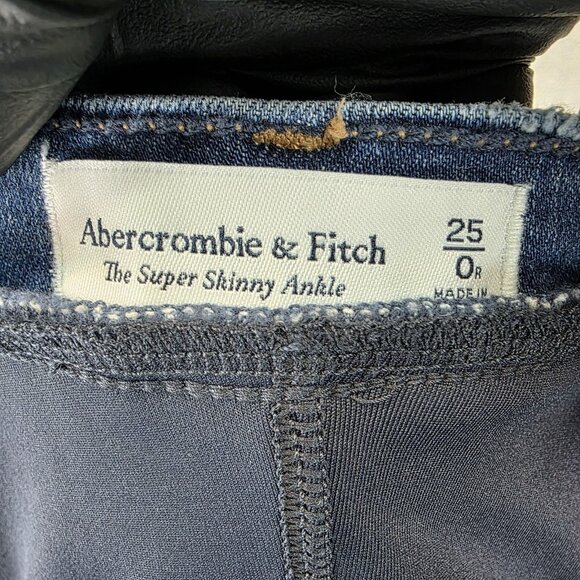 Abercrombie & Fitch
The Super Skinny Ankle
25
0R
MADE IN